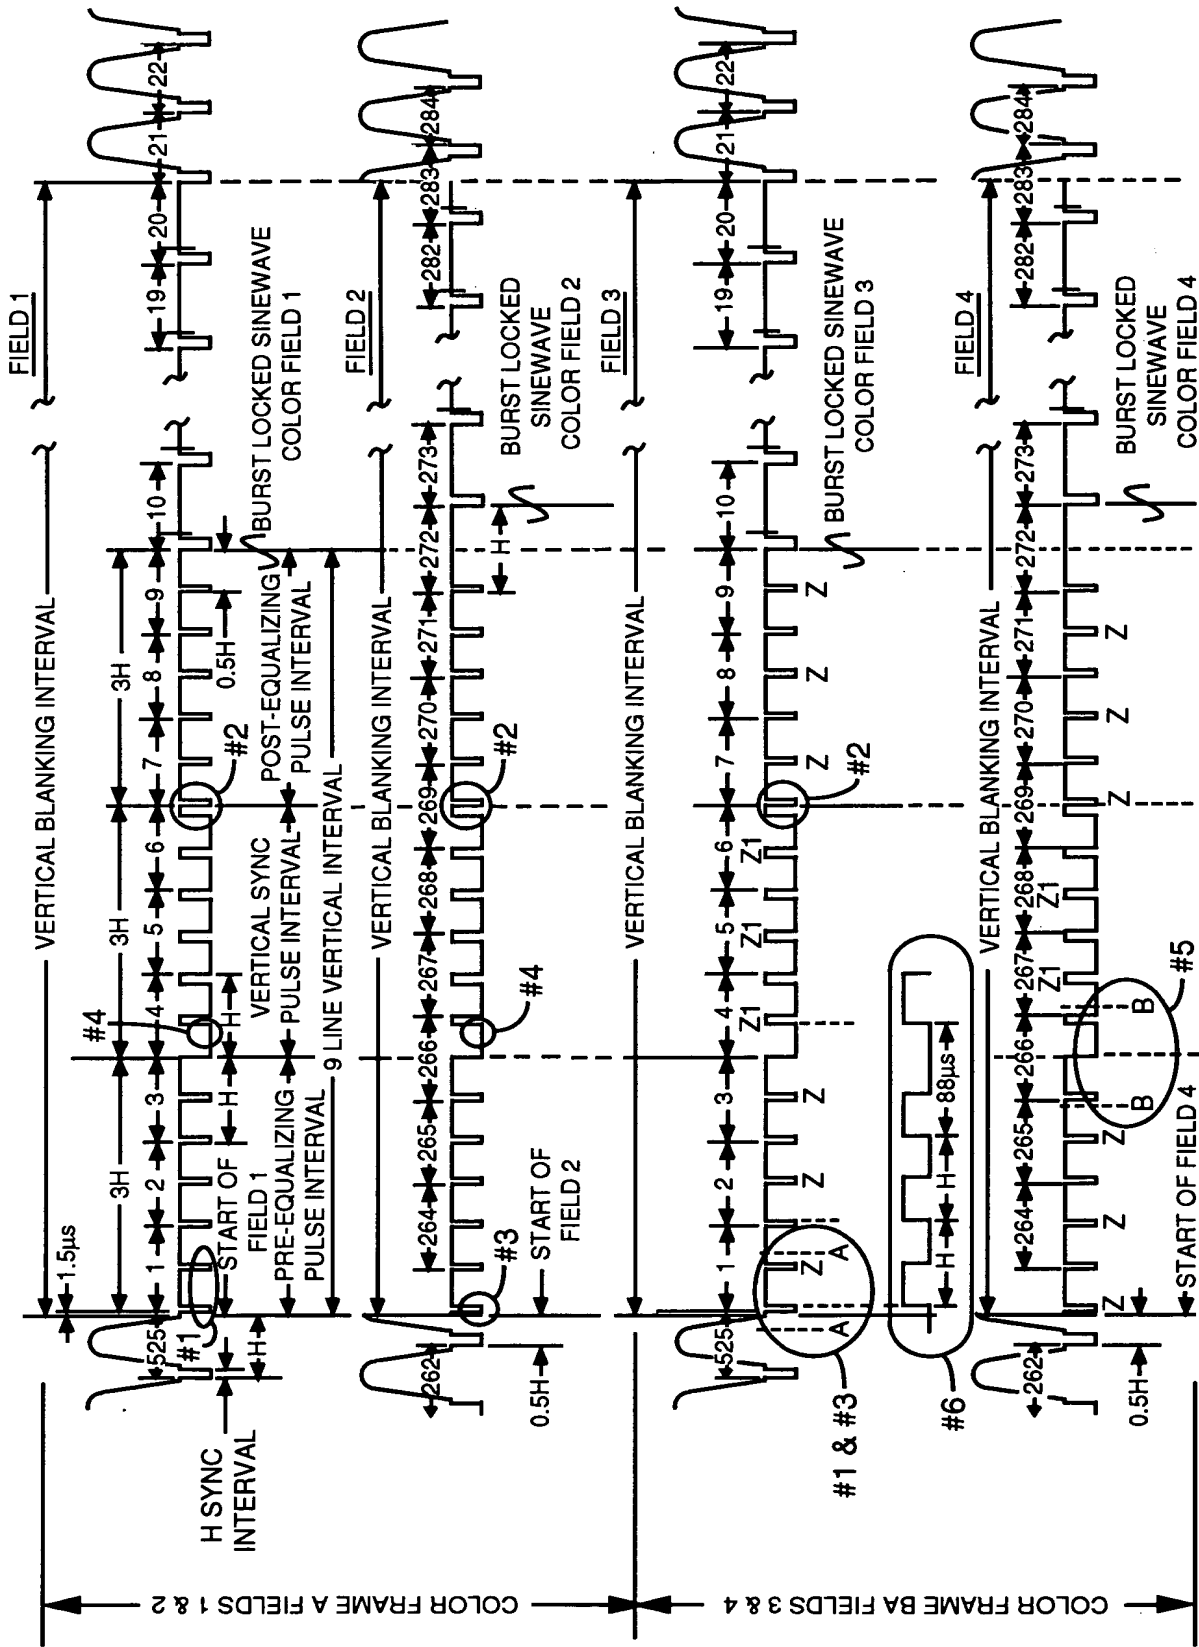 COLOR FRAME A FIELDS 1 & 2
VERTICAL BLANKING INTERVAL
FIELD 1
1.5µs
3H
3H
3H
525 1 2 3 4 5 6 7 8 9 10 19 20 21 22
#1
#4
#2
H SYNC
INTERVAL
H
START OF
FIELD 1
H
H
0.5H
PRE-EQUALIZING
PULSE INTERVAL
VERTICAL SYNC
PULSE INTERVAL
POST-EQUALIZING
PULSE INTERVAL
BURST LOCKED SINEWAVE
COLOR FIELD 1
9 LINE VERTICAL INTERVAL
VERTICAL BLANKING INTERVAL
FIELD 2
262 264 265 266 267 268 269 270 271 272 273 282 283 284
0.5H
#3
#4
#2
H
START OF
FIELD 2
BURST LOCKED
SINEWAVE
COLOR FIELD 2
COLOR FRAME BA FIELDS 3 & 4
VERTICAL BLANKING INTERVAL
FIELD 3
525 1 2 3 4 5 6 7 8 9 10 19 20 21 22
A Z A Z Z Z1 Z1 Z1 Z Z Z
#1 & #3
#2
BURST LOCKED SINEWAVE
COLOR FIELD 3
#6
H H 88µs
VERTICAL BLANKING INTERVAL
FIELD 4
262 264 265 266 267 268 269 270 271 272 273 282 283 284
0.5H
Z Z Z B B Z1 Z1 Z Z Z
#5
START OF FIELD 4
BURST LOCKED
SINEWAVE
COLOR FIELD 4